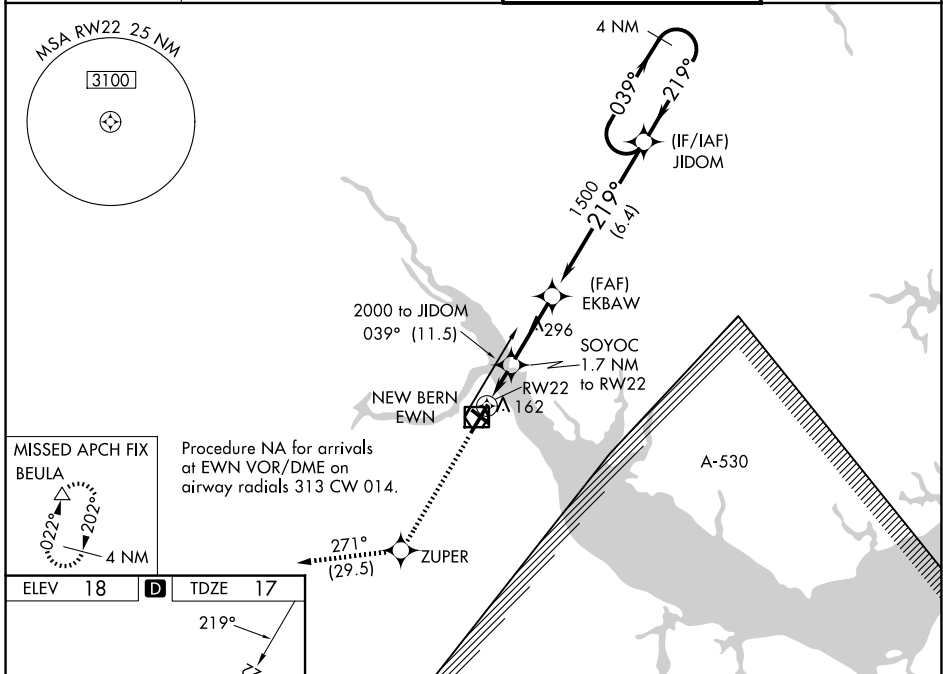 MSA RW22 25 NM
3100
4 NM
039°
219°
(IF/IAF)
JIDOM
1500
219°
(6.4)
(FAF)
EKBAW
2000 to JIDOM
039° (11.5)
296
SOYOC
1.7 NM
to RW22
NEW BERN
EWN
RW22
162
MISSED APCH FIX
BEULA
022°
202°
4 NM
Procedure NA for arrivals
at EWN VOR/DME on
airway radials 313 CW 014.
A-530
271°
(29.5)
ZUPER
ELEV 18 D TDZE 17
219°